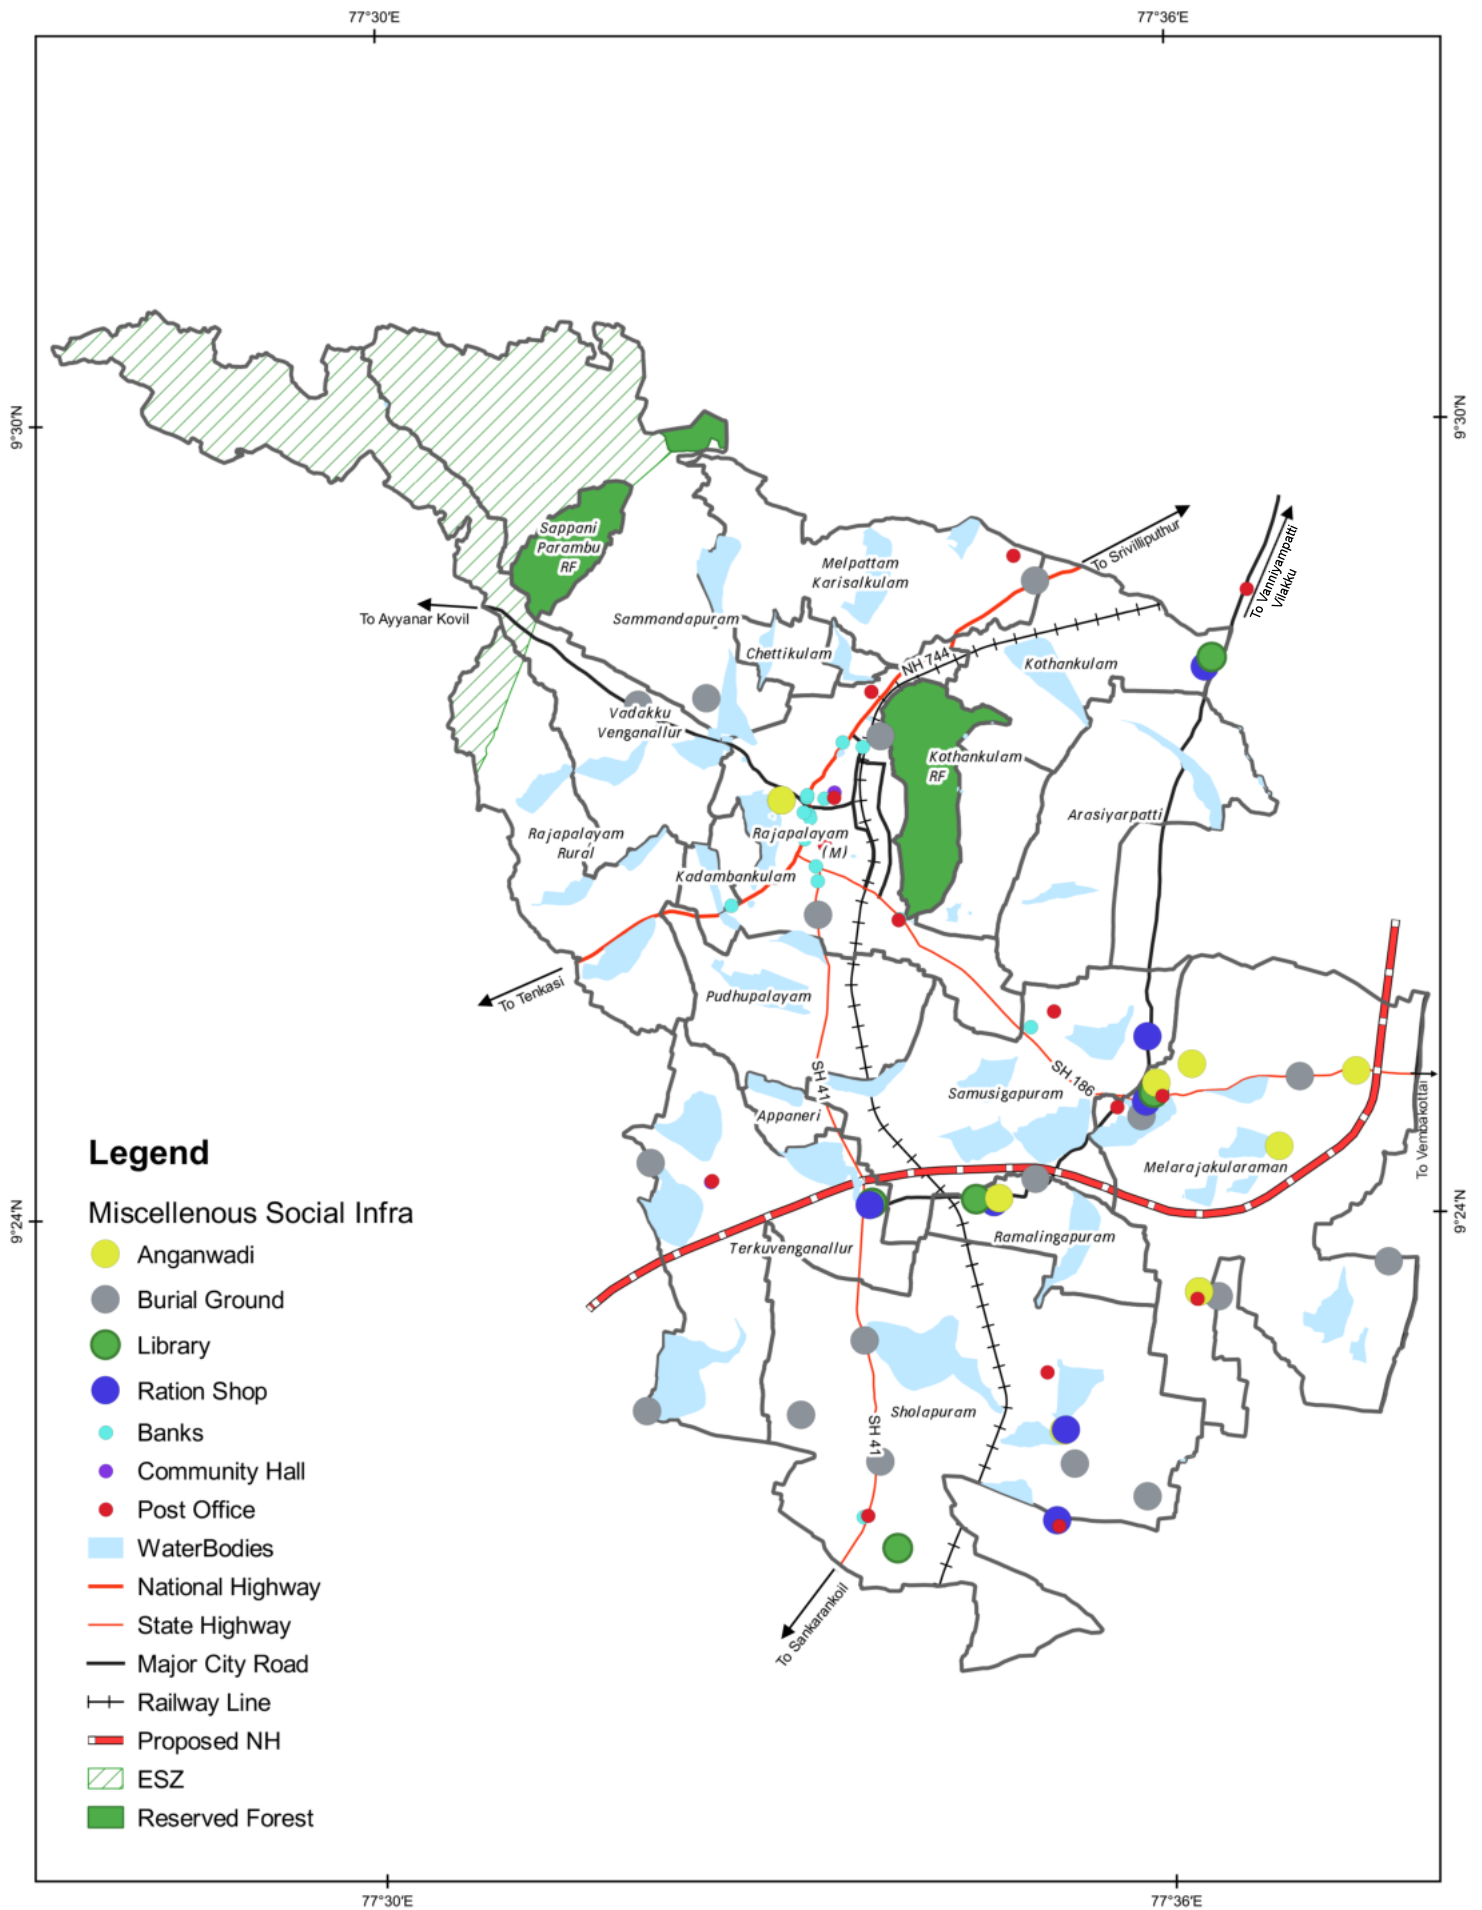 77°30'E
77°36'E
9°30'N
9°30'N
Sappani
Parambu
RF
To Ayyanar Kovil
To Srivilliputhur
To Vanniyampatti
Vilakku
Melpattam
Karisalkulam
Sammandapuram
Chettikulam
NH 744
Kothankulam
Vadakku
Venganallur
Kothankulam
RF
Arasiyarpatti
Rajapalayam
Rural
Rajapalayam
(M)
Kadambankulam
To Tenkasi
Pudhupalayam
SH 41
SH 186
Samusigapuram
Appaneri
Melarajakularaman
To Vembakottai
9°24'N
9°24'N
Terkuvenganallur
Ramalingapuram
Sholapuram
SH 41
To Sankarankoil
Legend
Miscellenous Social Infra
Anganwadi
Burial Ground
Library
Ration Shop
Banks
Community Hall
Post Office
WaterBodies
National Highway
State Highway
Major City Road
Railway Line
Proposed NH
ESZ
Reserved Forest
77°30'E
77°36'E